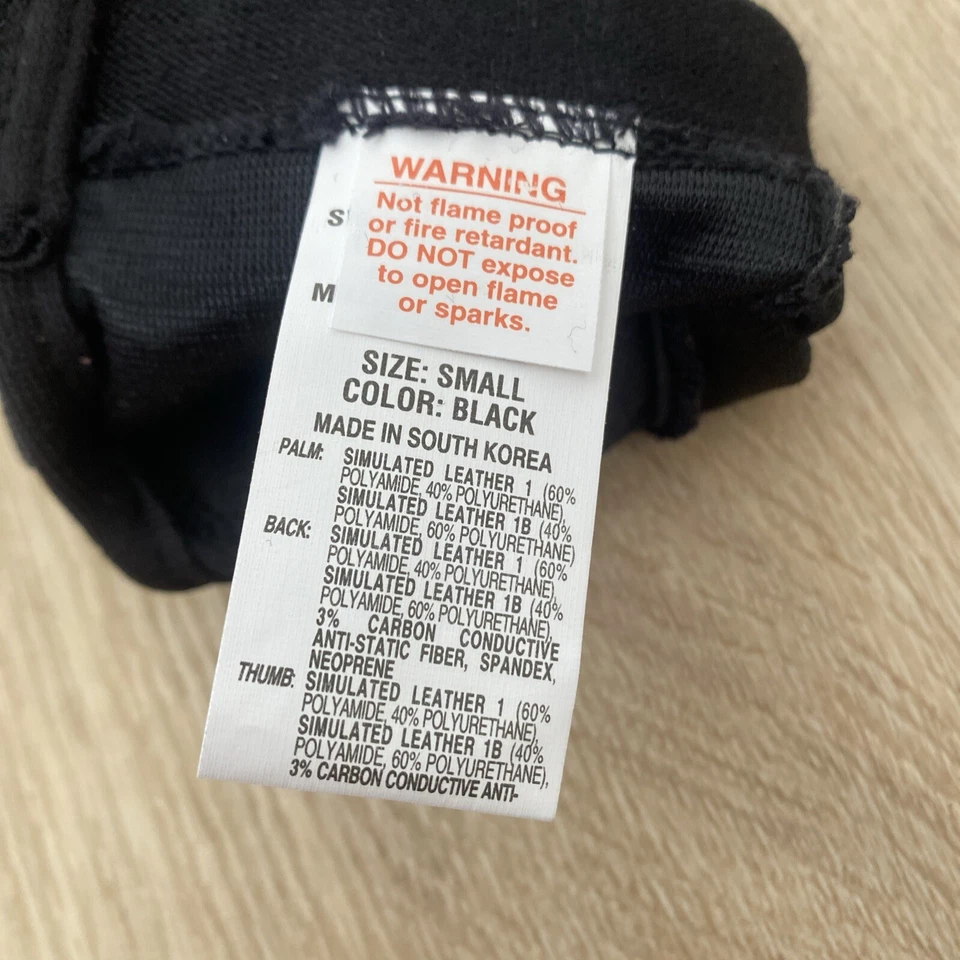 WARNING
Not flame proof
or fire retardant.
DO NOT expose
to open flame
or sparks.
SIZE: SMALL
COLOR: BLACK
MADE IN SOUTH KOREA
PALM: SIMULATED LEATHER 1 (60%
POLYAMIDE, 40% POLYURETHANE),
SIMULATED LEATHER 1B (40%
POLYAMIDE, 60% POLYURETHANE)
BACK: SIMULATED LEATHER 1 (60%
POLYAMIDE, 40% POLYURETHANE),
SIMULATED LEATHER 1B (40%
POLYAMIDE, 60% POLYURETHANE),
3% CARBON CONDUCTIVE
ANTI-STATIC FIBER, SPANDEX,
NEOPRENE
THUMB: SIMULATED LEATHER 1 (60%
POLYAMIDE, 40% POLYURETHANE),
SIMULATED LEATHER 1B (40%
POLYAMIDE, 60% POLYURETHANE),
3% CARBON CONDUCTIVE ANTI-